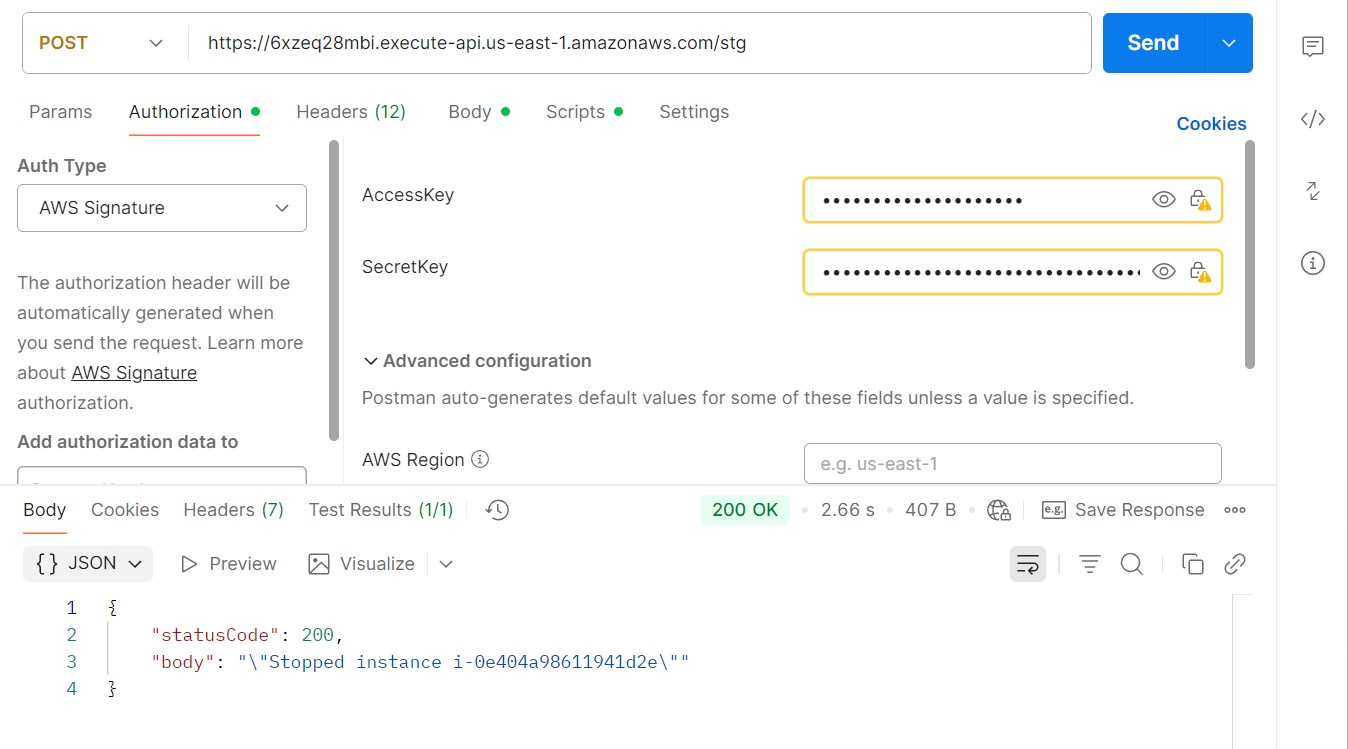 POST
https://6xzeq28mbi.execute-api.us-east-1.amazonaws.com/stg
Send
Params
Authorization
Headers (12)
Body
Scripts
Settings
Cookies
Auth Type
AWS Signature
The authorization header will be
automatically generated when
you send the request. Learn more
about AWS Signature
authorization.
Add authorization data to
AccessKey
••••••••••••••••••••
SecretKey
••••••••••••••••••••••••••••••••
Advanced configuration
Postman auto-generates default values for some of these fields unless a value is specified.
AWS Region
e.g. us-east-1
Body
Cookies
Headers (7)
Test Results (1/1)
200 OK
2.66 s
407 B
e.g.
Save Response
{} JSON
Preview
Visualize
1 {
2 "statusCode": 200,
3 "body": "\"Stopped instance i-0e404a98611941d2e\""
4 }